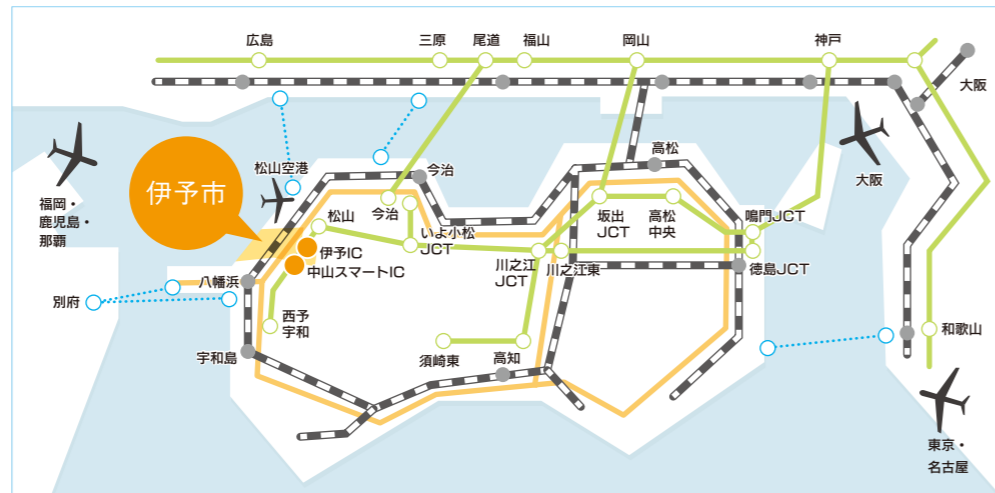 広島
三原
尾道
福山
岡山
神戸
大阪
福岡・
鹿児島・
那覇
伊予市
松山空港
今治
高松
大阪
今治
松山
いよ小松
JCT
坂出
JCT
高松
中央
鳴門JCT
伊予IC
中山スマートIC
川之江
JCT
川之江東
徳島JCT
八幡浜
別府
西予
宇和
宇和島
須崎東
高知
和歌山
東京・
名古屋